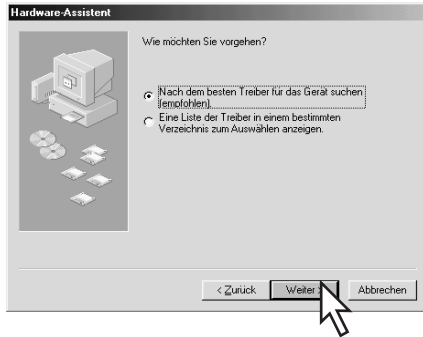 Hardware-Assistent
Wie möchten Sie vorgehen?
Nach dem besten Treiber für das Gerät suchen
(empfohlen).
Eine Liste der Treiber in einem bestimmten
Verzeichnis zum Auswählen anzeigen.
< Zurück Weiter > Abbrechen